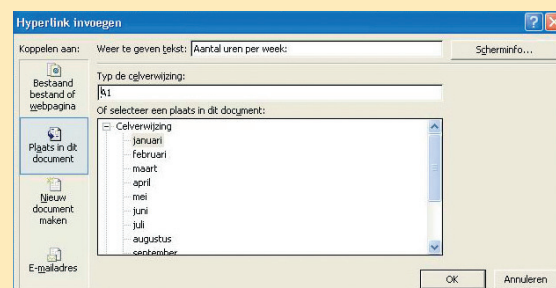 Hyperlink invoegen
Koppelen aan:
Weer te geven tekst: Aantal uren per week:
Scherminfo...
Bestaand bestand of webpagina
Plaats in dit document
Nieuw document maken
E-mailadres
Typ de celverwijzing:
A1
Of selecteer een plaats in dit document:
Celverwijzing
januari
februari
maart
april
mei
juni
juli
augustus
september
OK
Annuleren